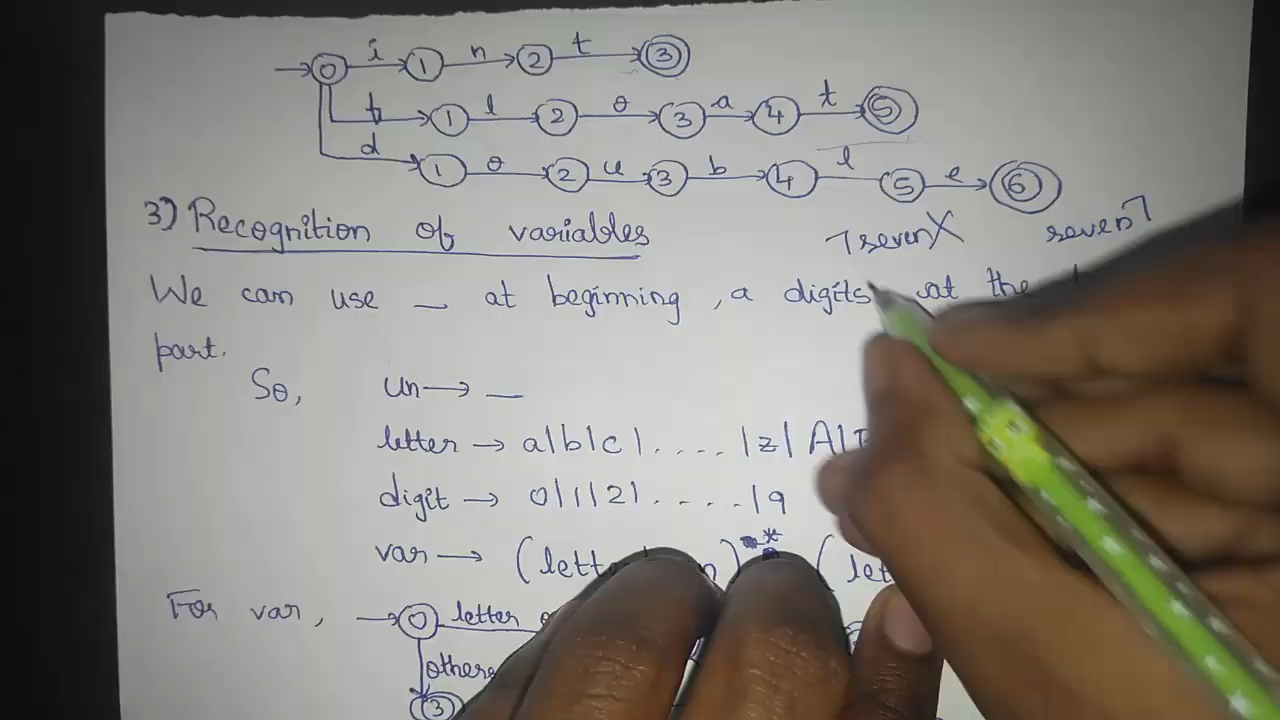 0 i 1 n 2 t 3
f 1 l 2 o 3 a 4 t 5
d 1 o 2 u 3 b 4 l 5 e 6
3) Recognition of variables
7seven X seven7
We can use _ at beginning, a digits at the
part.
So, un → _
letter → a|b|c|....|z|A|
digit → 0|1|2|.....|9
var → (
For var, → 0 letter
others
3